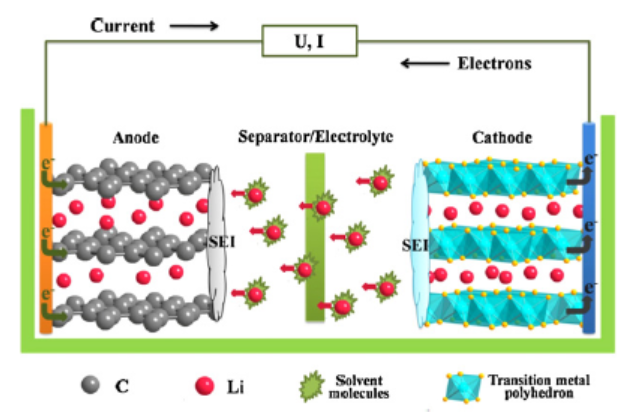 Current
U, I
Electrons
Anode
Separator/Electrolyte
Cathode
e-
e-
e-
e-
e-
e-
SEI
SEI
C
Li
Solvent
molecules
Transition metal
polyhedron